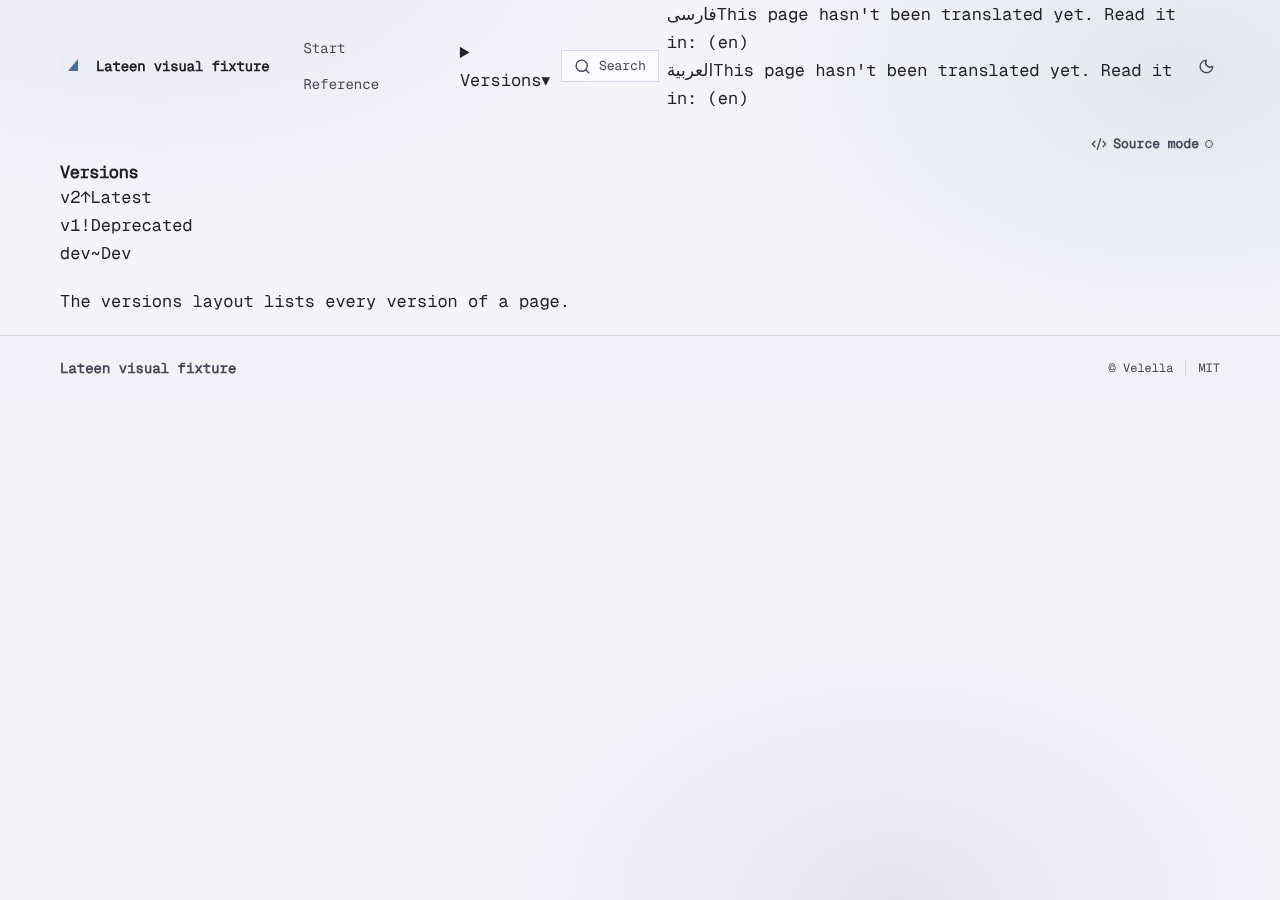 فارسیThis page hasn't been translated yet. Read it
in: (en)
العربيةThis page hasn't been translated yet. Read it
in: (en)
Lateen visual fixture
Start
Reference
▶
Versions▾
Search
</> Source mode ○
Versions
v2↑Latest
v1!Deprecated
dev~Dev
The versions layout lists every version of a page.
Lateen visual fixture
© Velella
MIT